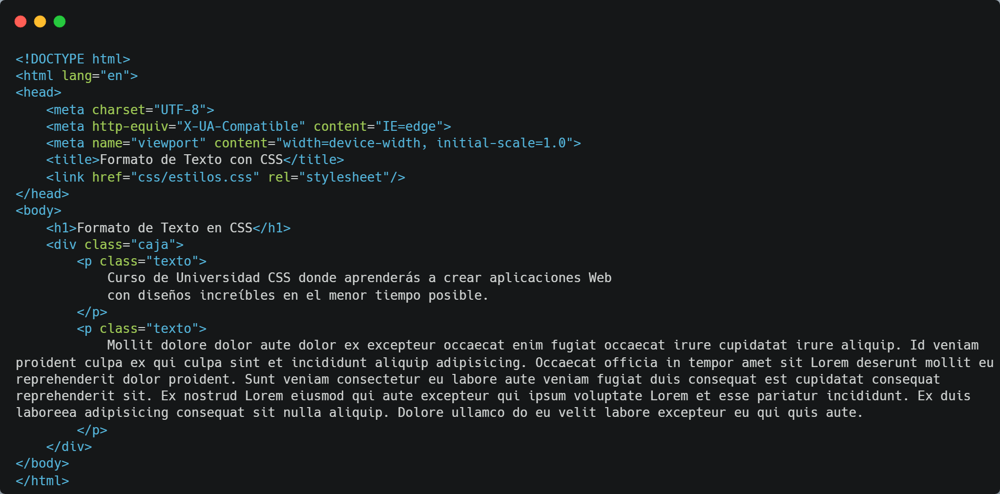 <!DOCTYPE html>
<html lang="en">
<head>
    <meta charset="UTF-8">
    <meta http-equiv="X-UA-Compatible" content="IE=edge">
    <meta name="viewport" content="width=device-width, initial-scale=1.0">
    <title>Formato de Texto con CSS</title>
    <link href="css/estilos.css" rel="stylesheet"/>
</head>
<body>
    <h1>Formato de Texto en CSS</h1>
    <div class="caja">
        <p class="texto">
            Curso de Universidad CSS donde aprenderás a crear aplicaciones Web
            con diseños increíbles en el menor tiempo posible.
        </p>
        <p class="texto">
            Mollit dolore dolor aute dolor ex excepteur occaecat enim fugiat occaecat irure cupidatat irure aliquip. Id veniam
proident culpa ex qui culpa sint et incididunt aliquip adipisicing. Occaecat officia in tempor amet sit Lorem deserunt mollit eu
reprehenderit dolor proident. Sunt veniam consectetur eu labore aute veniam fugiat duis consequat est cupidatat consequat
reprehenderit sit. Ex nostrud Lorem eiusmod qui aute excepteur qui ipsum voluptate Lorem et esse pariatur incididunt. Ex duis
laboreea adipisicing consequat sit nulla aliquip. Dolore ullamco do eu velit labore excepteur eu qui quis aute.
        </p>
    </div>
</body>
</html>